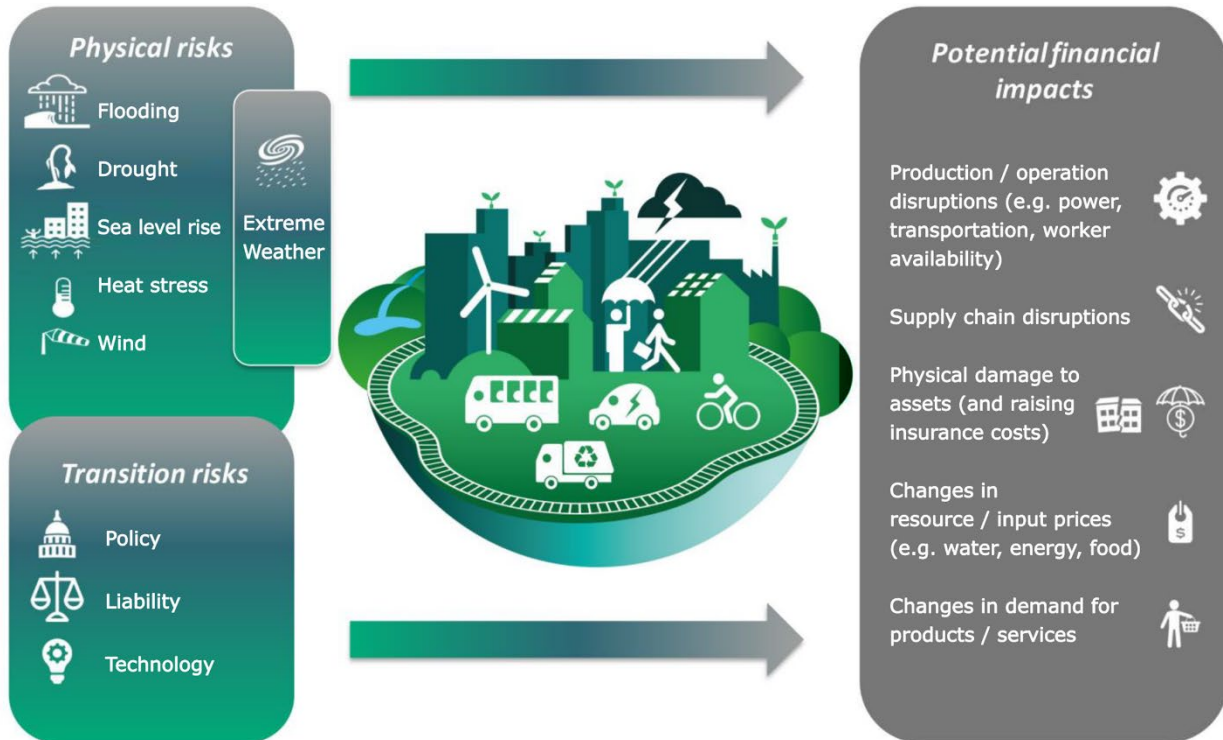 Physical risks
Flooding
Drought
Sea level rise
Heat stress
Wind
Extreme
Weather
Transition risks
Policy
Liability
Technology
Potential financial
impacts
Production / operation
disruptions (e.g. power,
transportation, worker
availability)
Supply chain disruptions
Physical damage to
assets (and raising
insurance costs)
$
Changes in
resource / input prices
(e.g. water, energy, food)
$
Changes in demand for
products / services